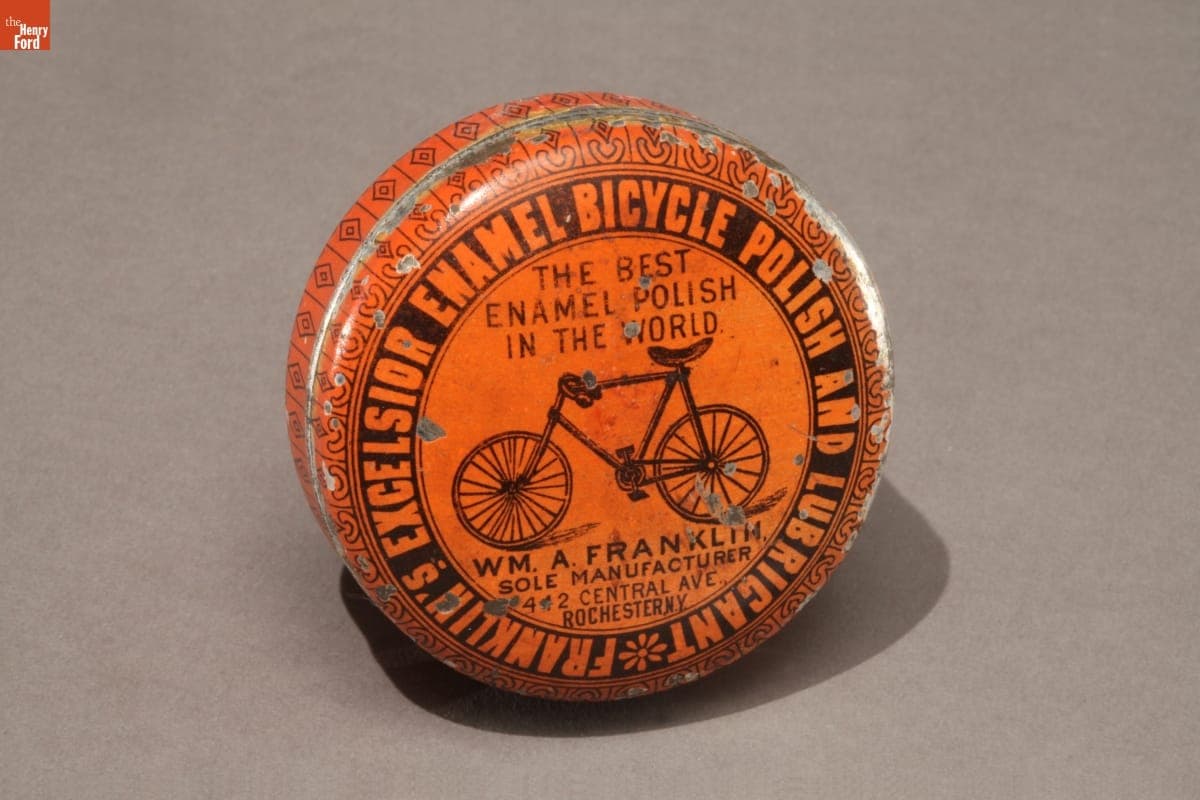 the
Henry
Ford
FRANKLIN'S EXCELSIOR ENAMEL BICYCLE POLISH AND LUBRICANT
THE BEST
ENAMEL POLISH
IN THE WORLD.
WM. A. FRANKLIN,
SOLE MANUFACTURER
CENTRAL AVE.,
ROCHESTER N.Y.